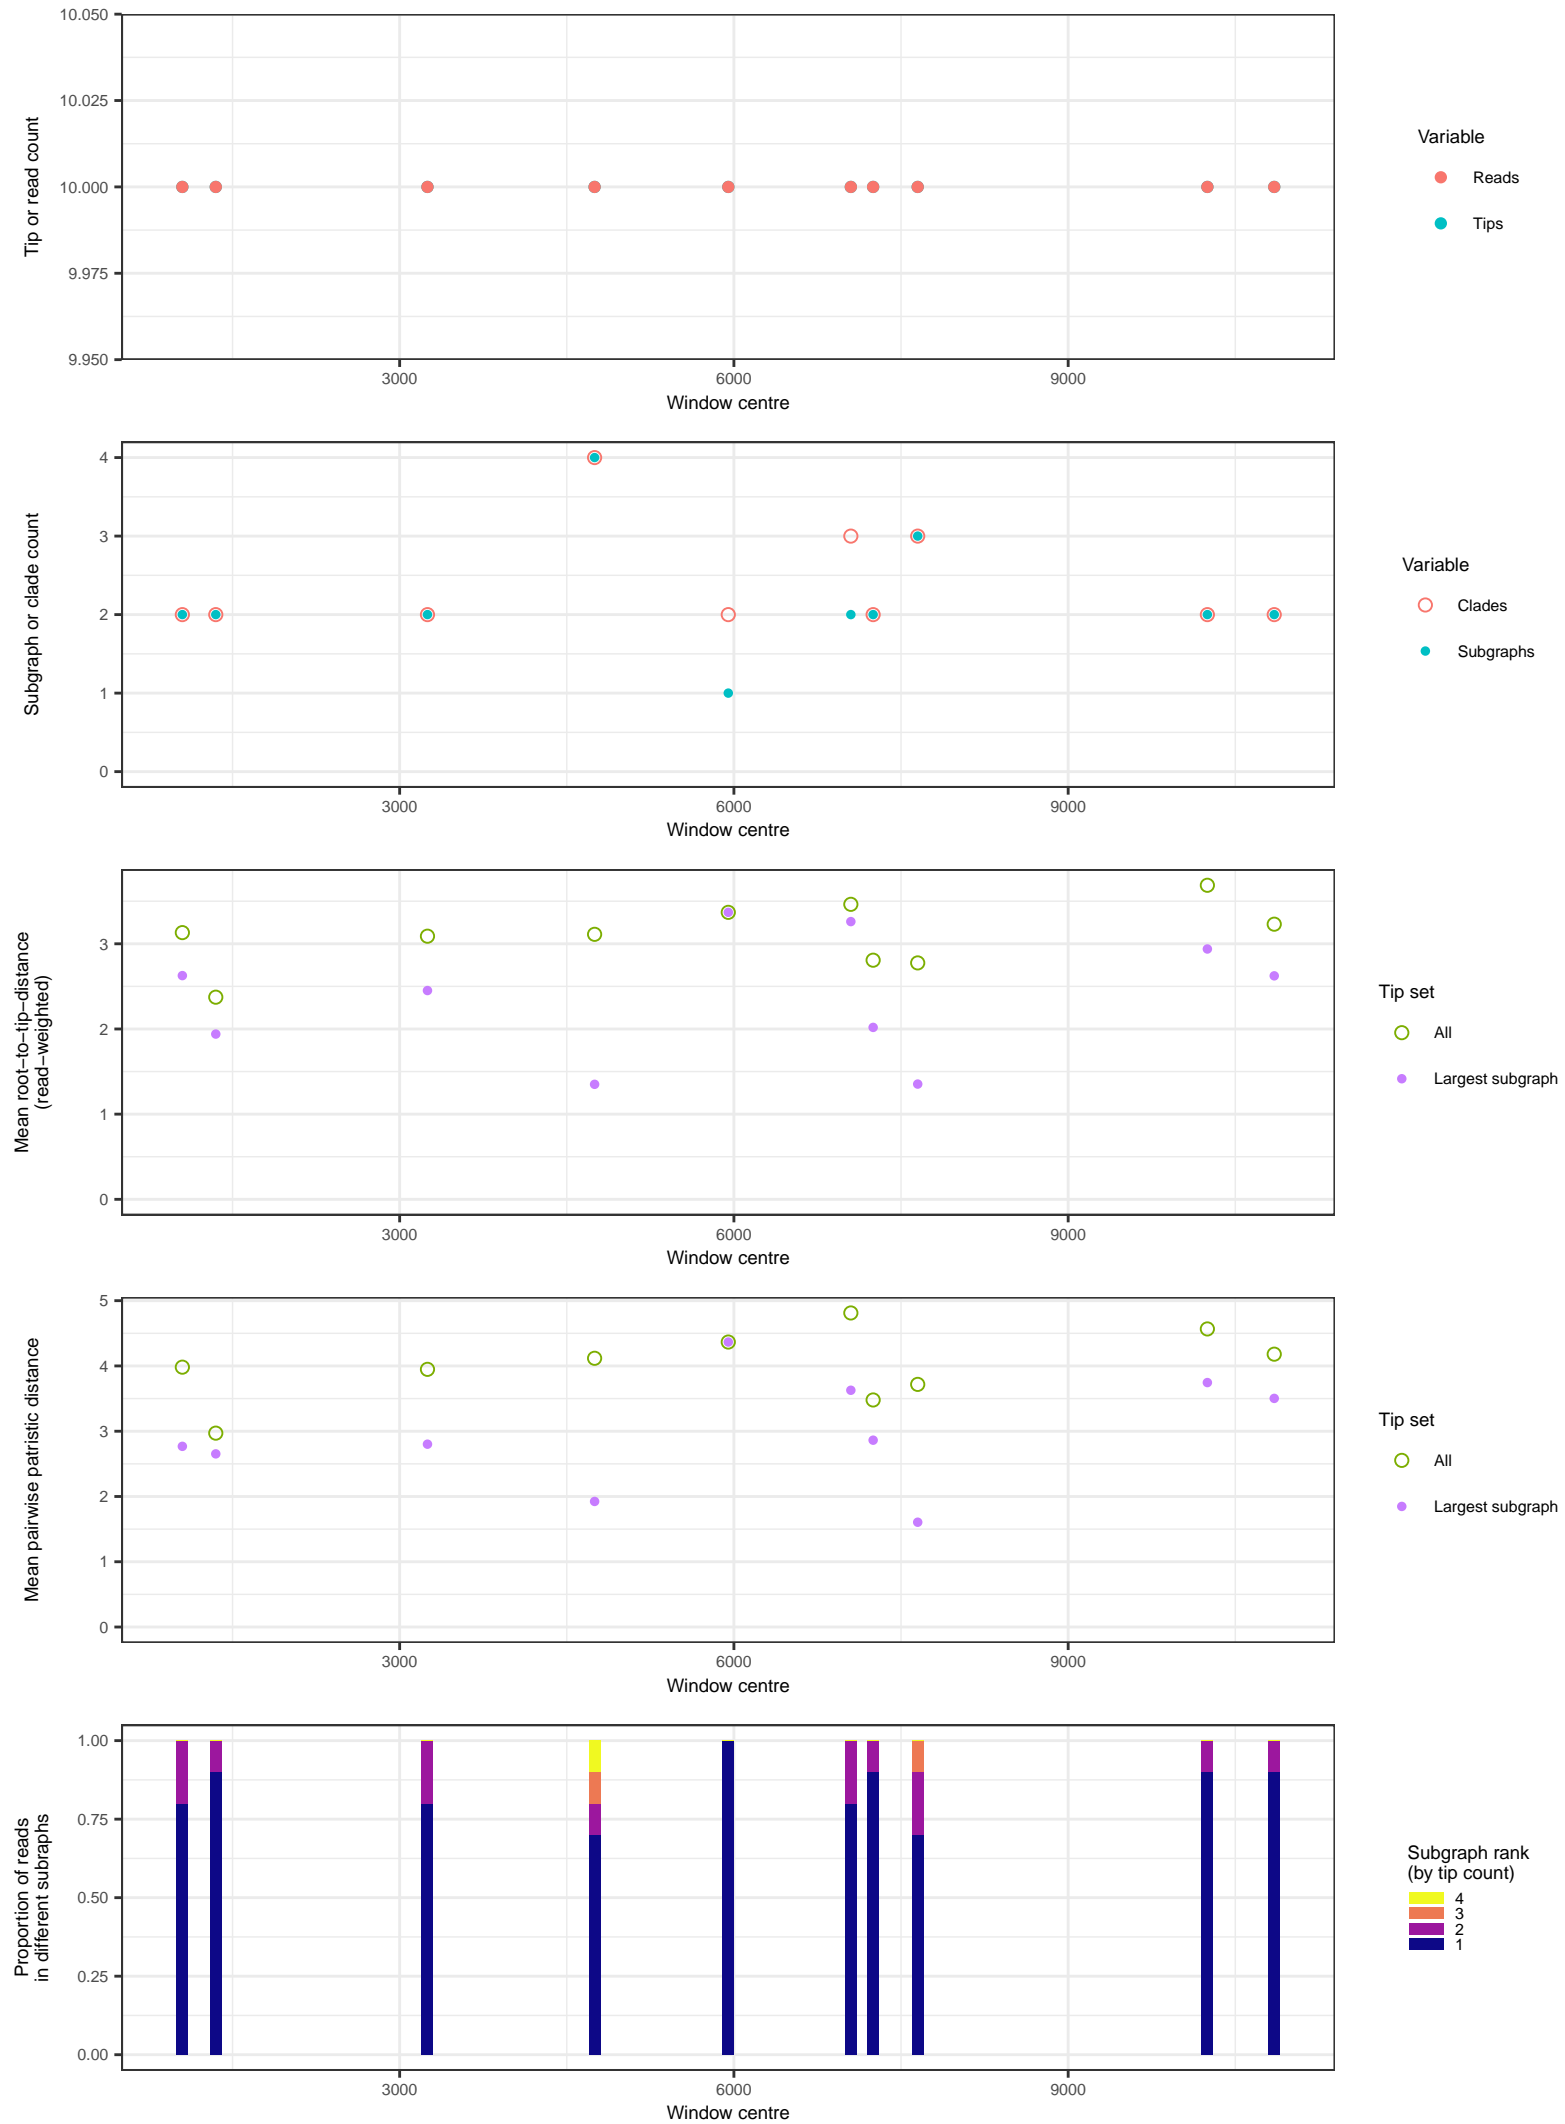 10.050
10.025
10.000
9.975
9.950
Tip or read count
3000 6000 9000
Window centre
Variable
Reads
Tips
4
3
2
1
0
Subgraph or clade count
3000 6000 9000
Window centre
Variable
Clades
Subgraphs
3
2
1
0
Mean root−to−tip−distance
(read−weighted)
3000 6000 9000
Window centre
Tip set
All
Largest subgraph
5
4
3
2
1
0
Mean pairwise patristic distance
3000 6000 9000
Window centre
Tip set
All
Largest subgraph
1.00
0.75
0.50
0.25
0.00
Proportion of reads
in different subraphs
3000 6000 9000
Window centre
Subgraph rank
(by tip count)
4
3
2
1